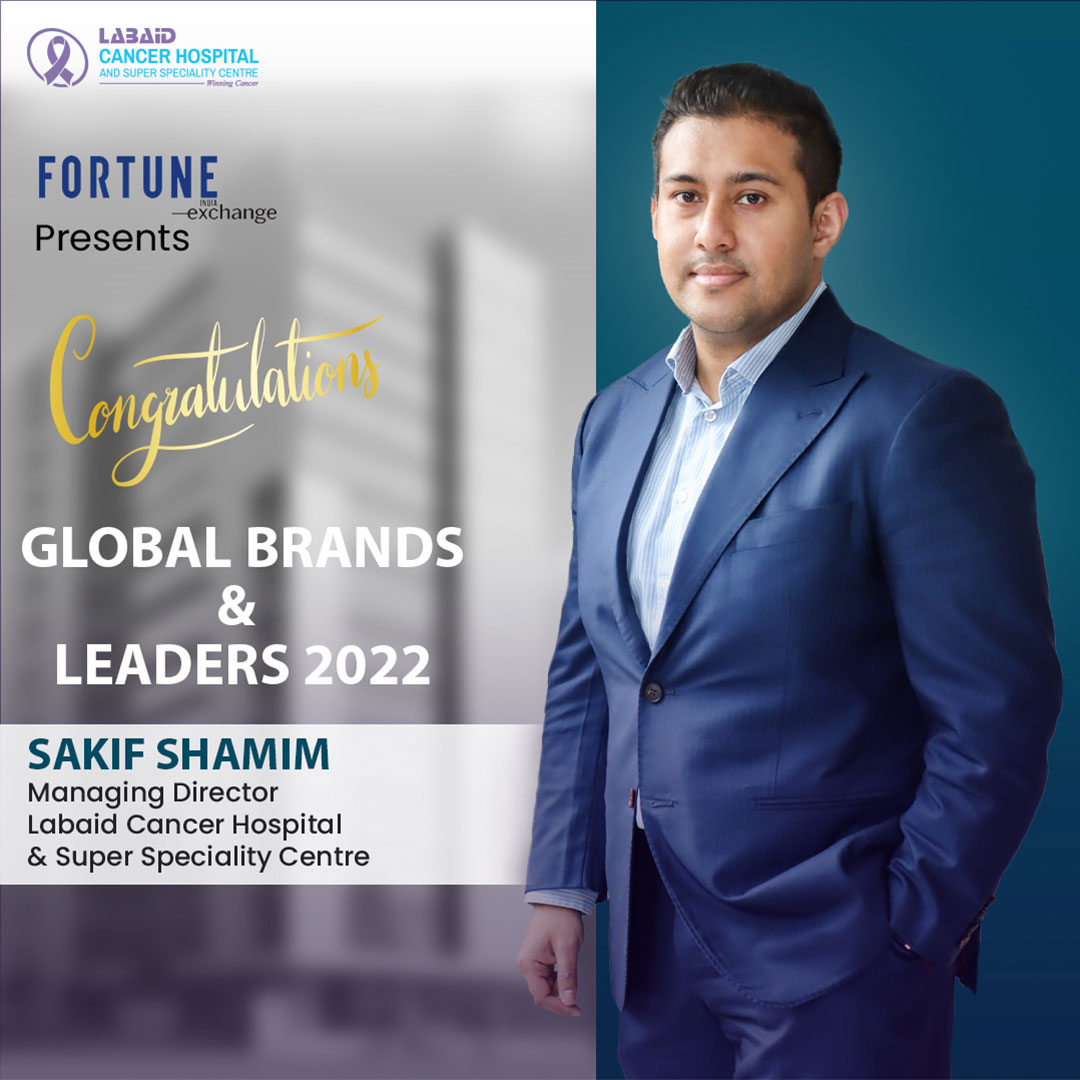 LABAID
CANCER HOSPITAL
AND SUPER SPECIALITY CENTRE
Winning Cancer
FORTUNE
INDIA
exchange
Presents
Congratulations
GLOBAL BRANDS
&
LEADERS 2022
SAKIF SHAMIM
Managing Director
Labaid Cancer Hospital
& Super Speciality Centre